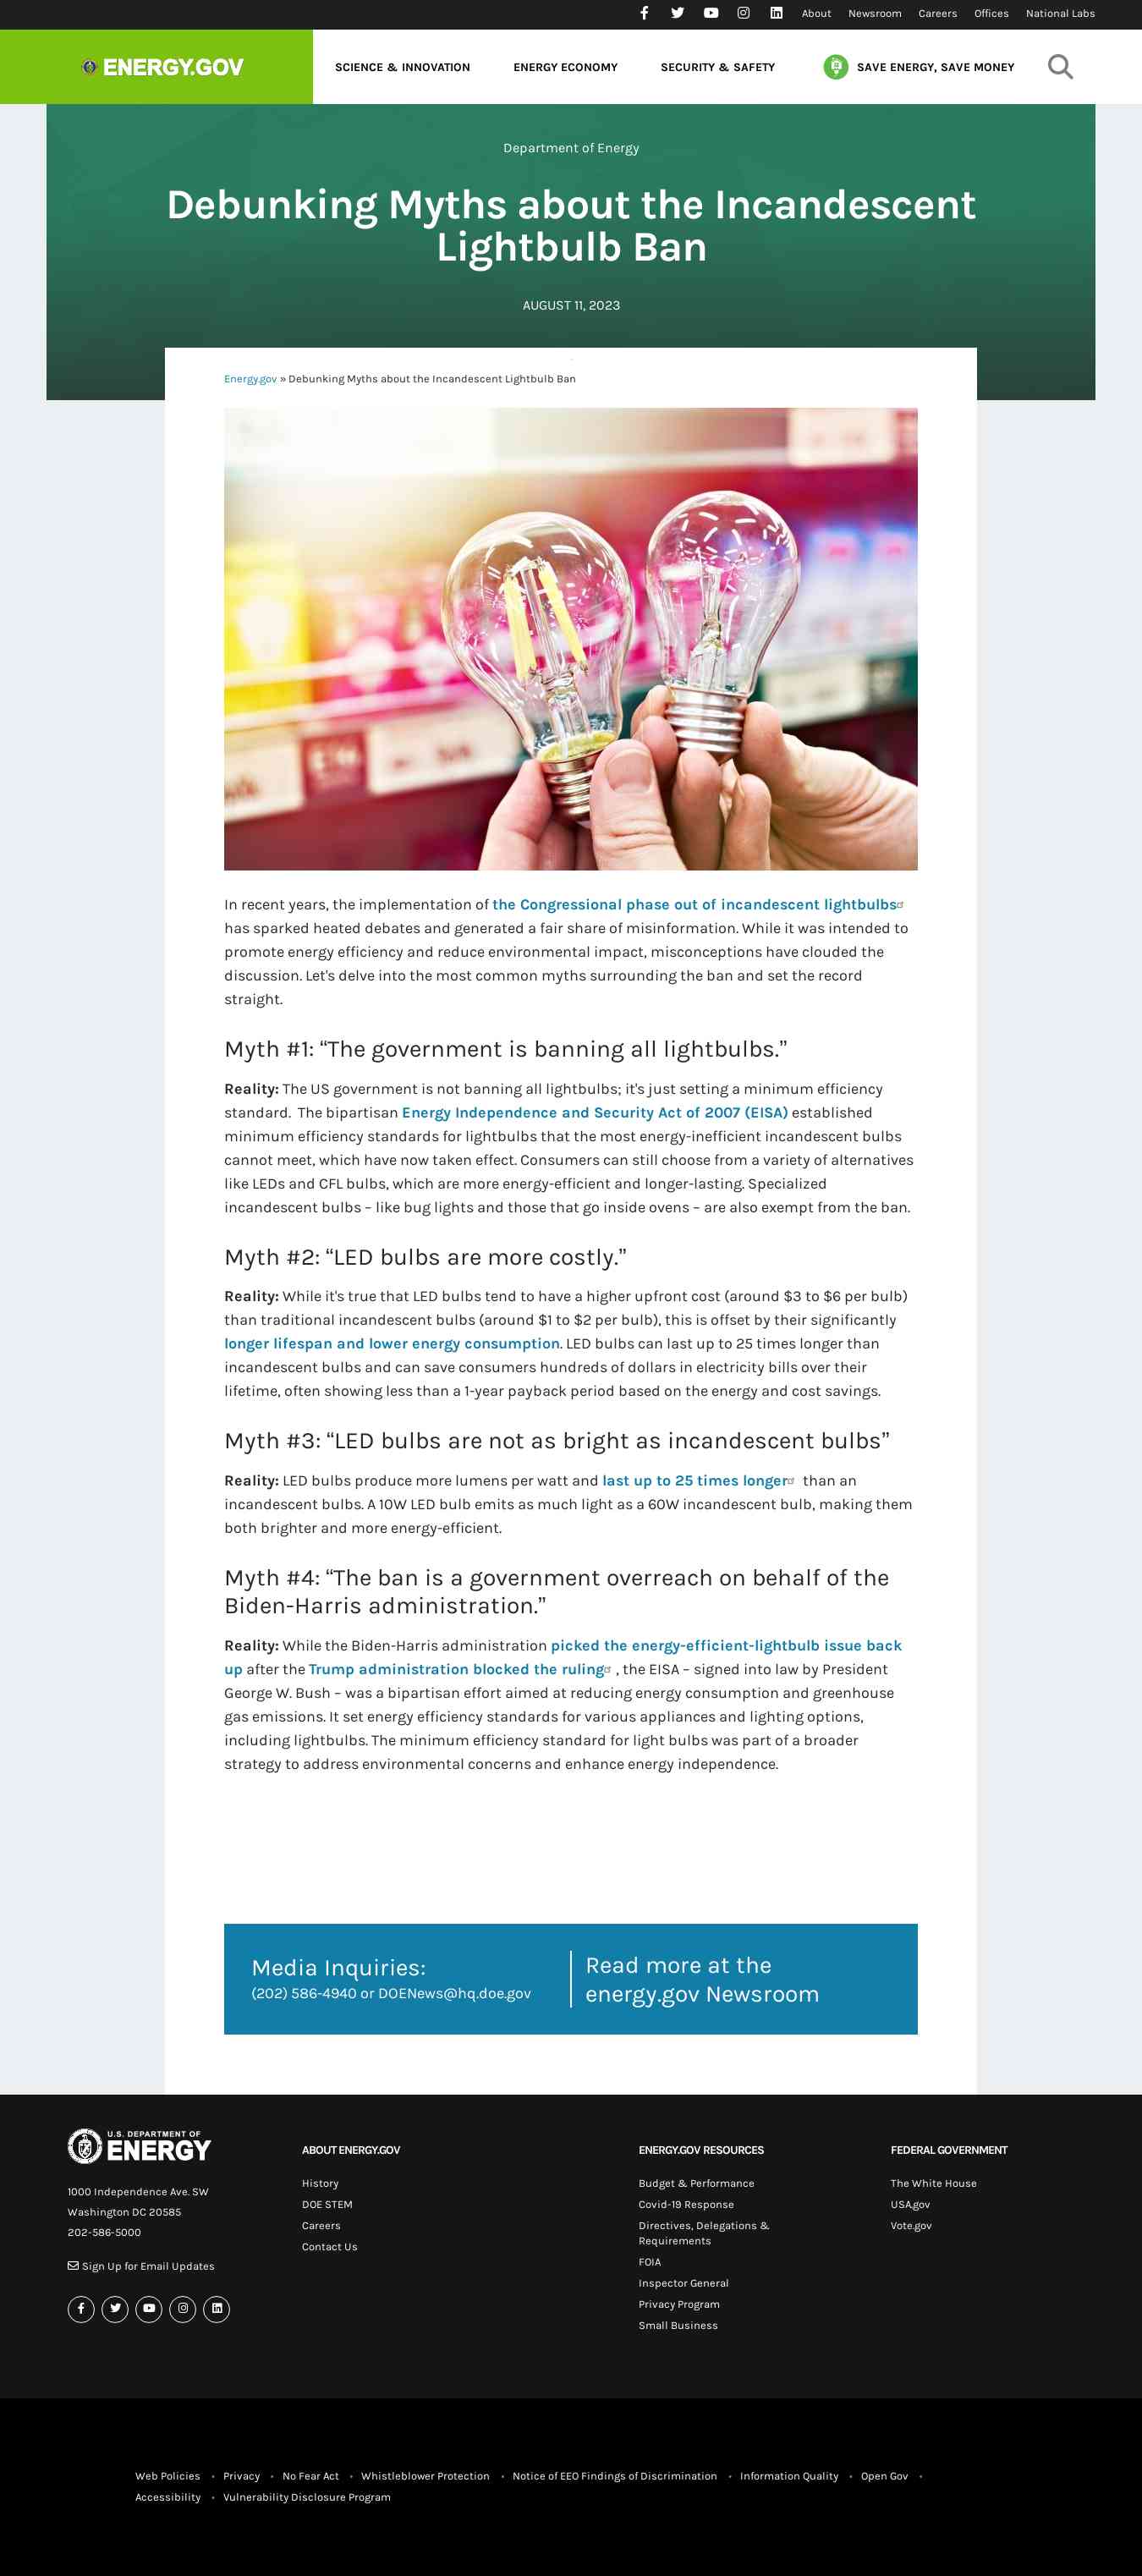 About Newsroom Careers Offices National Labs
ENERGY.GOV
SCIENCE & INNOVATION ENERGY ECONOMY SECURITY & SAFETY SAVE ENERGY, SAVE MONEY
Department of Energy
Debunking Myths about the Incandescent
Lightbulb Ban
AUGUST 11, 2023
Energy.gov » Debunking Myths about the Incandescent Lightbulb Ban
In recent years, the implementation of the Congressional phase out of incandescent lightbulbs
has sparked heated debates and generated a fair share of misinformation. While it was intended to
promote energy efficiency and reduce environmental impact, misconceptions have clouded the
discussion. Let's delve into the most common myths surrounding the ban and set the record
straight.
Myth #1: “The government is banning all lightbulbs.”
Reality: The US government is not banning all lightbulbs; it's just setting a minimum efficiency
standard. The bipartisan Energy Independence and Security Act of 2007 (EISA) established
minimum efficiency standards for lightbulbs that the most energy-inefficient incandescent bulbs
cannot meet, which have now taken effect. Consumers can still choose from a variety of alternatives
like LEDs and CFL bulbs, which are more energy-efficient and longer-lasting. Specialized
incandescent bulbs – like bug lights and those that go inside ovens – are also exempt from the ban.
Myth #2: “LED bulbs are more costly.”
Reality: While it's true that LED bulbs tend to have a higher upfront cost (around $3 to $6 per bulb)
than traditional incandescent bulbs (around $1 to $2 per bulb), this is offset by their significantly
longer lifespan and lower energy consumption. LED bulbs can last up to 25 times longer than
incandescent bulbs and can save consumers hundreds of dollars in electricity bills over their
lifetime, often showing less than a 1-year payback period based on the energy and cost savings.
Myth #3: “LED bulbs are not as bright as incandescent bulbs”
Reality: LED bulbs produce more lumens per watt and last up to 25 times longer than an
incandescent bulbs. A 10W LED bulb emits as much light as a 60W incandescent bulb, making them
both brighter and more energy-efficient.
Myth #4: “The ban is a government overreach on behalf of the
Biden-Harris administration.”
Reality: While the Biden-Harris administration picked the energy-efficient-lightbulb issue back
up after the Trump administration blocked the ruling , the EISA – signed into law by President
George W. Bush – was a bipartisan effort aimed at reducing energy consumption and greenhouse
gas emissions. It set energy efficiency standards for various appliances and lighting options,
including lightbulbs. The minimum efficiency standard for light bulbs was part of a broader
strategy to address environmental concerns and enhance energy independence.
Media Inquiries:
(202) 586-4940 or DOENews@hq.doe.gov
Read more at the
energy.gov Newsroom
U.S. DEPARTMENT OF
ENERGY
1000 Independence Ave. SW
Washington DC 20585
202-586-5000
Sign Up for Email Updates
ABOUT ENERGY.GOV
History
DOE STEM
Careers
Contact Us
ENERGY.GOV RESOURCES
Budget & Performance
Covid-19 Response
Directives, Delegations &
Requirements
FOIA
Inspector General
Privacy Program
Small Business
FEDERAL GOVERNMENT
The White House
USA.gov
Vote.gov
Web Policies • Privacy • No Fear Act • Whistleblower Protection • Notice of EEO Findings of Discrimination • Information Quality • Open Gov •
Accessibility • Vulnerability Disclosure Program